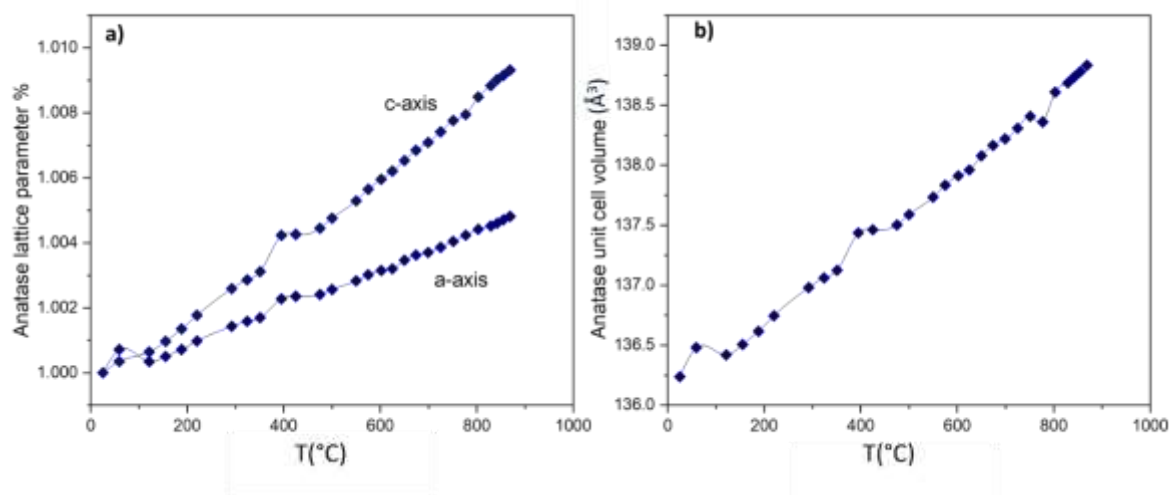 a)
Anatase lattice parameter %
1.010
1.008
1.006
1.004
1.002
1.000
c-axis
a-axis
0 200 400 600 800 1000
T(°C)
b)
Anatase unit cell volume (Å³)
139.0
138.5
138.0
137.5
137.0
136.5
136.0
0 200 400 600 800 1000
T(°C)